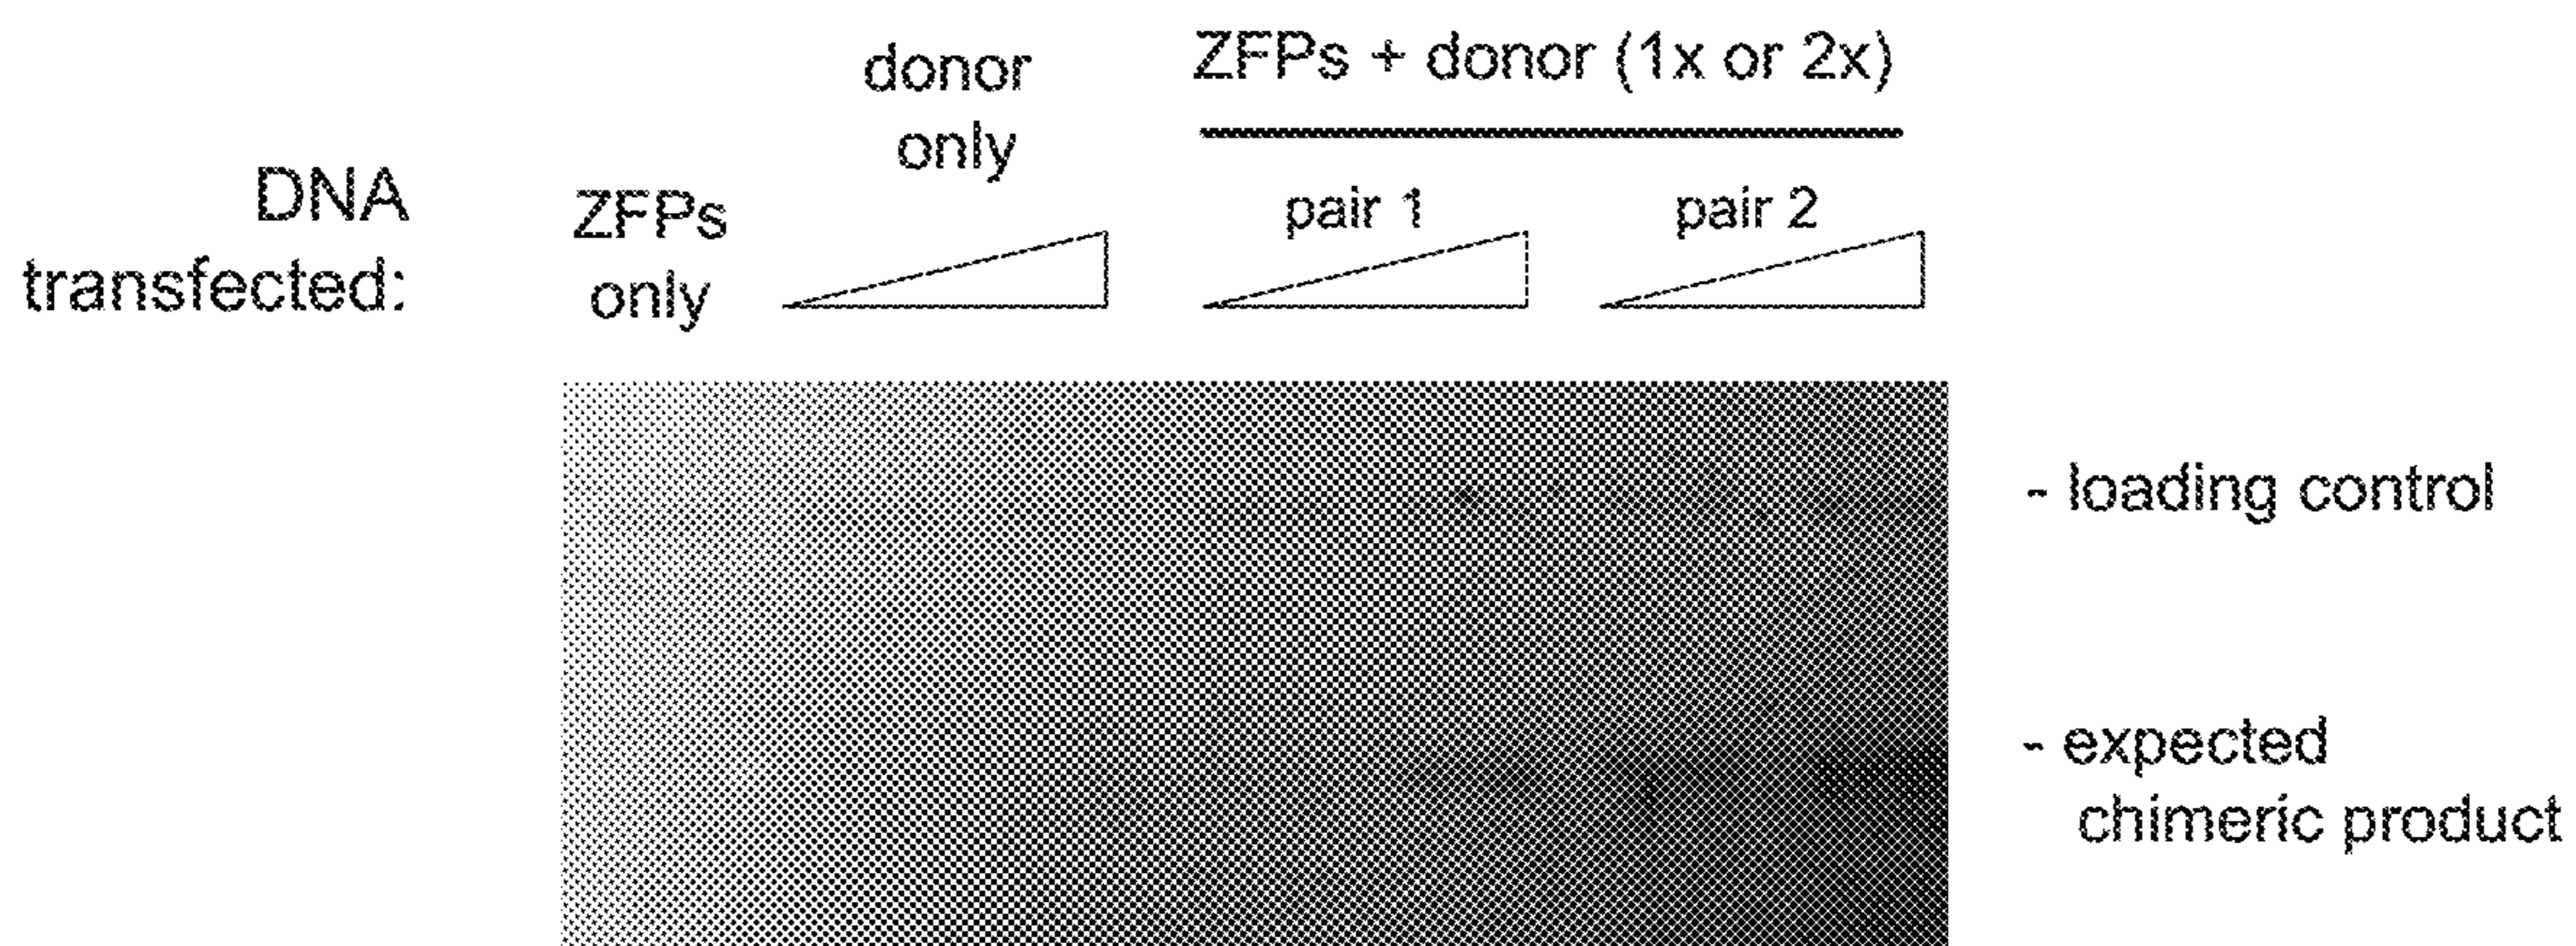 DNA
transfected:
ZFPs
only
donor
only
ZFPs + donor (1x or 2x)
pair 1
pair 2
- loading control
- expected
chimeric product